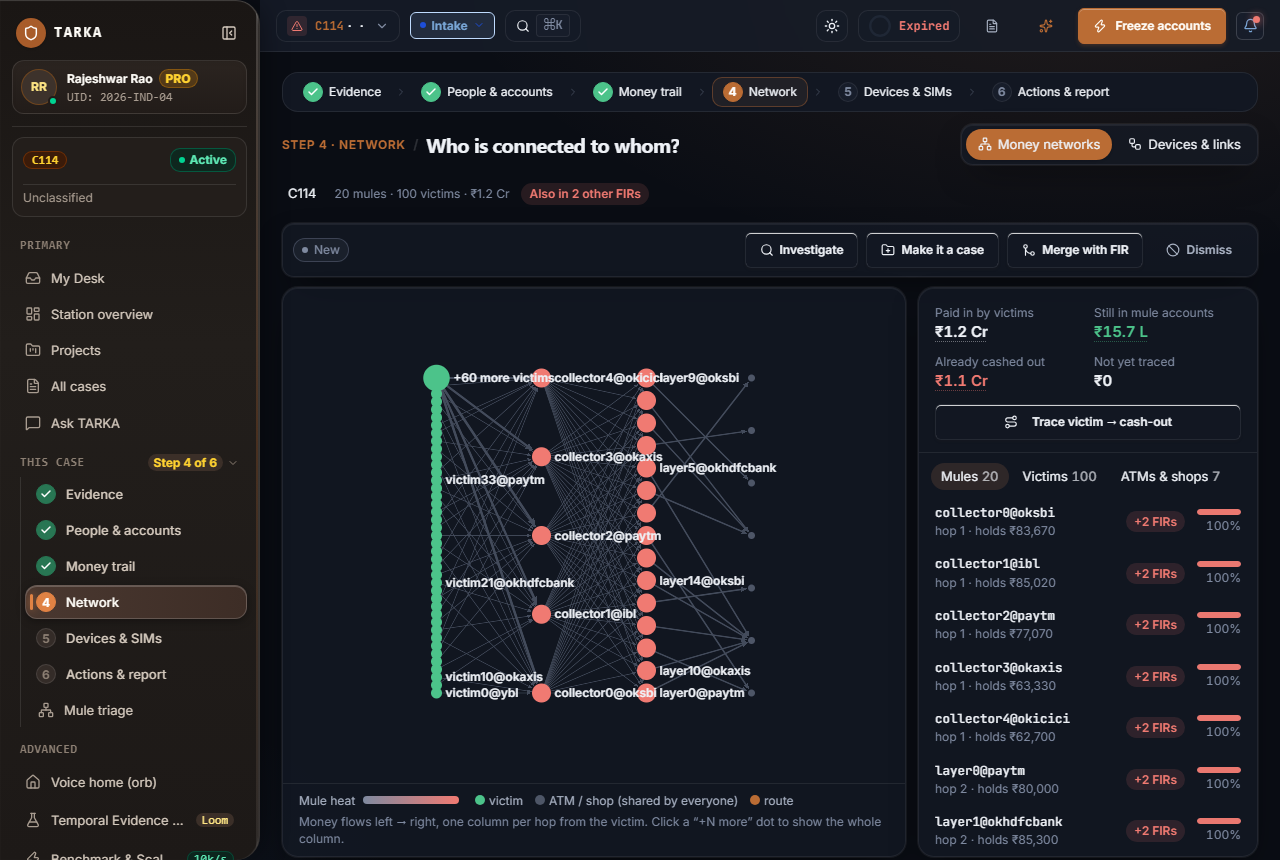 TARKA
RR
Rajeshwar Rao PRO
UID: 2026-IND-04
C114
Active
Unclassified
PRIMARY
My Desk
Station overview
Projects
All cases
Ask TARKA
THIS CASE
Step 4 of 6
Evidence
People & accounts
Money trail
4 Network
5 Devices & SIMs
6 Actions & report
Mule triage
ADVANCED
Voice home (orb)
Temporal Evidence ... Loom
Benchmark & Scal 10k/s
C114 · ·
Intake
⌘K
Expired
Freeze accounts
Evidence
People & accounts
Money trail
4 Network
5 Devices & SIMs
6 Actions & report
STEP 4 · NETWORK / Who is connected to whom?
Money networks
Devices & links
C114 20 mules · 100 victims · ₹1.2 Cr Also in 2 other FIRs
New
Investigate
Make it a case
Merge with FIR
Dismiss
+60 more victims
collector4@okicici
layer9@oksbi
collector3@okaxis
layer5@okhdfcbank
victim33@paytm
collector2@paytm
victim21@okhdfcbank
layer14@oksbi
collector1@ibl
victim10@okaxis
layer10@okaxis
victim0@ybl
collector0@oksbi
layer0@paytm
Mule heat
victim
ATM / shop (shared by everyone)
route
Money flows left → right, one column per hop from the victim. Click a “+N more” dot to show the whole
column.
Paid in by victims
₹1.2 Cr
Still in mule accounts
₹15.7 L
Already cashed out
₹1.1 Cr
Not yet traced
₹0
Trace victim → cash-out
Mules 20
Victims 100
ATMs & shops 7
collector0@oksbi
hop 1 · holds ₹83,670
+2 FIRs
100%
collector1@ibl
hop 1 · holds ₹85,020
+2 FIRs
100%
collector2@paytm
hop 1 · holds ₹77,070
+2 FIRs
100%
collector3@okaxis
hop 1 · holds ₹63,330
+2 FIRs
100%
collector4@okicici
hop 1 · holds ₹62,700
+2 FIRs
100%
layer0@paytm
hop 2 · holds ₹80,000
+2 FIRs
100%
layer1@okhdfcbank
hop 2 · holds ₹85,300
+2 FIRs
100%